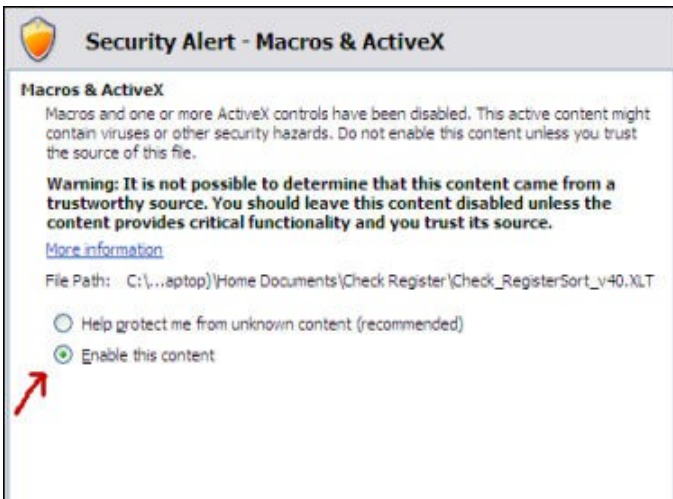 Security Alert - Macros & ActiveX
Macros & ActiveX
Macros and one or more ActiveX controls have been disabled. This active content might
contain viruses or other security hazards. Do not enable this content unless you trust
the source of this file.
Warning: It is not possible to determine that this content came from a
trustworthy source. You should leave this content disabled unless the
content provides critical functionality and you trust its source.
More information
File Path: C:\...aptop)\Home Documents\Check Register\Check_RegisterSort_v40.XLT
Help protect me from unknown content (recommended)
Enable this content